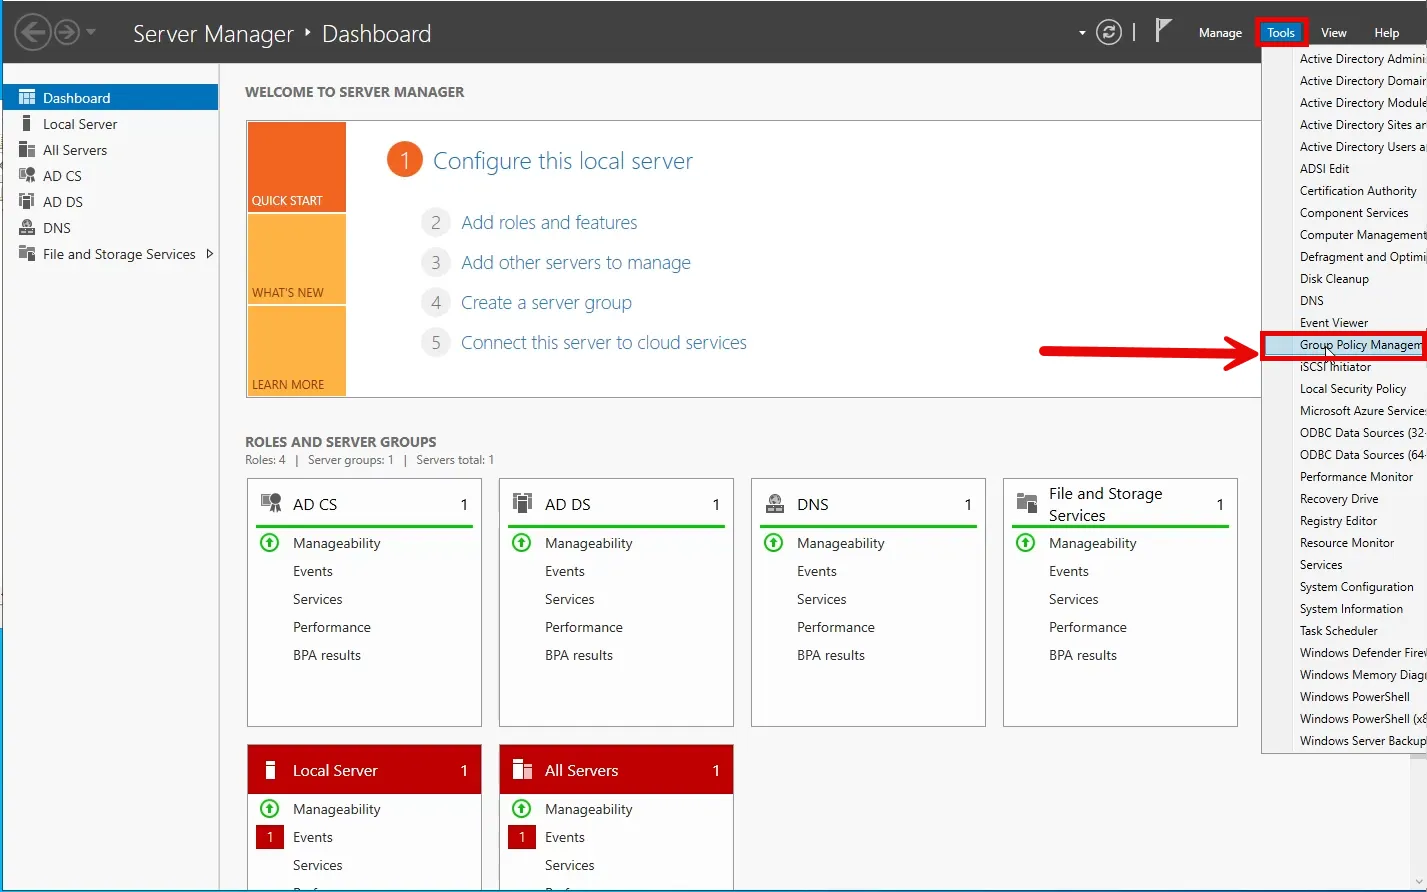 Server Manager ‣ Dashboard
Manage Tools View Help
Dashboard
Local Server
All Servers
AD CS
AD DS
DNS
File and Storage Services
WELCOME TO SERVER MANAGER
QUICK START
WHAT'S NEW
LEARN MORE
1 Configure this local server
2 Add roles and features
3 Add other servers to manage
4 Create a server group
5 Connect this server to cloud services
ROLES AND SERVER GROUPS
Roles: 4 | Server groups: 1 | Servers total: 1
AD CS 1
Manageability
Events
Services
Performance
BPA results
AD DS 1
Manageability
Events
Services
Performance
BPA results
DNS 1
Manageability
Events
Services
Performance
BPA results
File and Storage
Services 1
Manageability
Events
Services
Performance
BPA results
Local Server 1
Manageability
1 Events
Services
All Servers 1
Manageability
1 Events
Services
Active Directory Admini
Active Directory Domai
Active Directory Module
Active Directory Sites a
Active Directory Users a
ADSI Edit
Certification Authority
Component Services
Computer Management
Defragment and Optimi
Disk Cleanup
DNS
Event Viewer
Group Policy Managem
iSCSI Initiator
Local Security Policy
Microsoft Azure Service
ODBC Data Sources (32-
ODBC Data Sources (64-
Performance Monitor
Recovery Drive
Registry Editor
Resource Monitor
Services
System Configuration
System Information
Task Scheduler
Windows Defender Fire
Windows Memory Diag
Windows PowerShell
Windows PowerShell (x8
Windows Server Backup